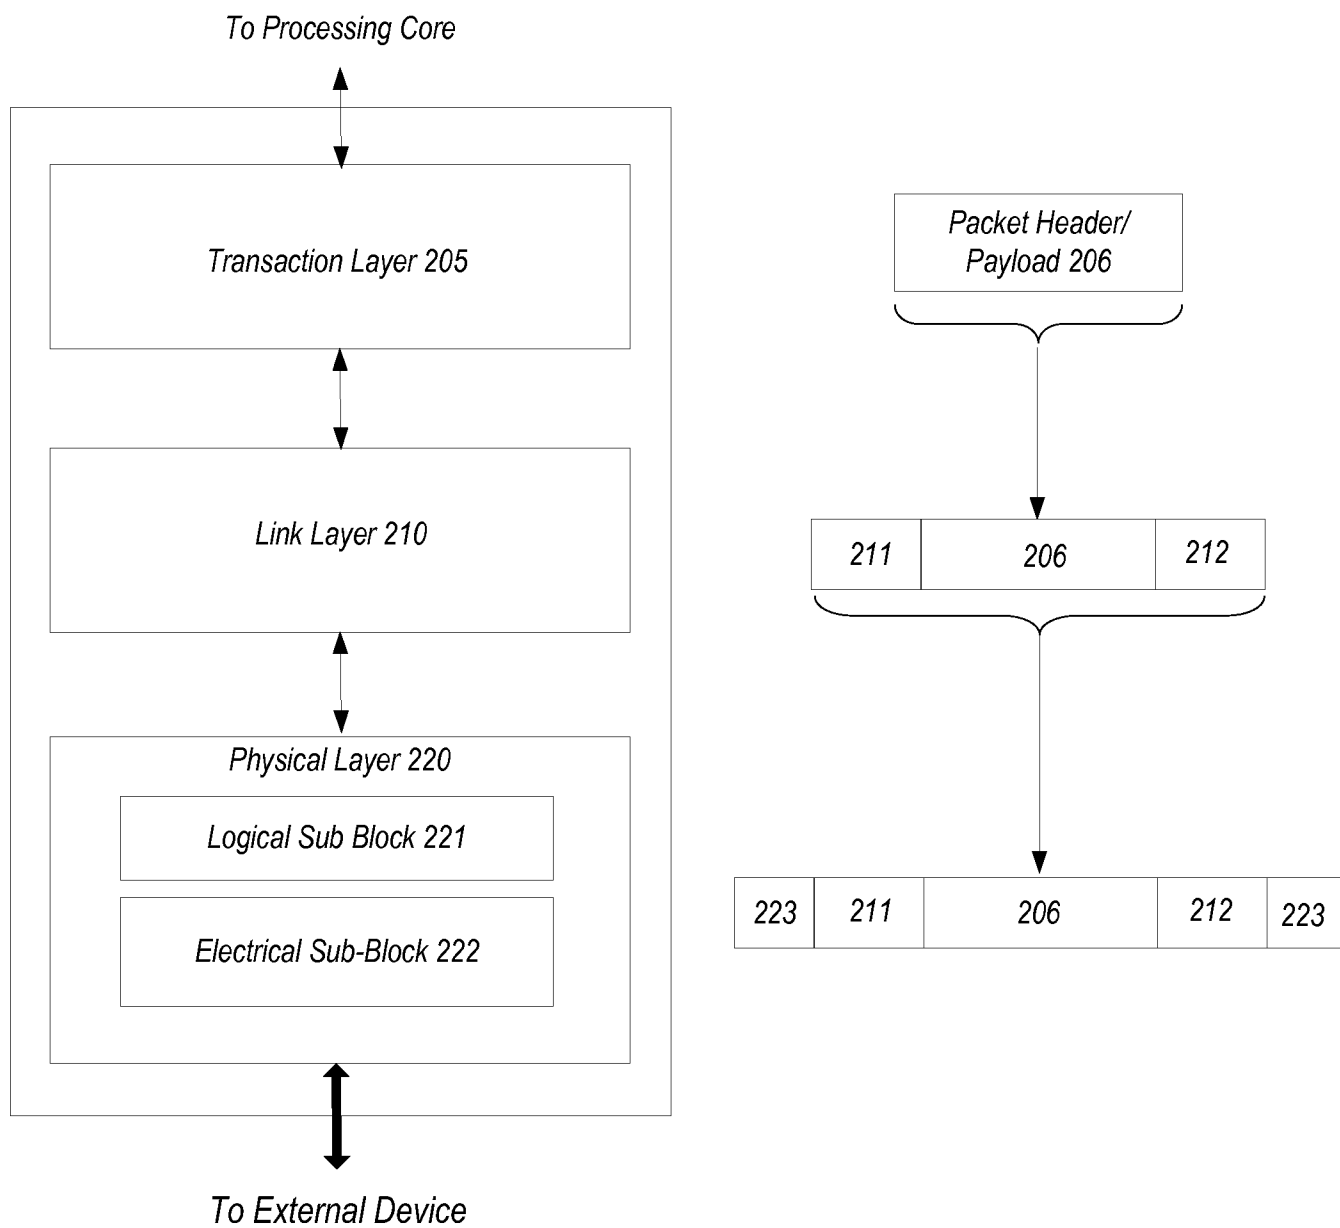 To Processing Core
Transaction Layer 205
Packet Header/
Payload 206
Link Layer 210
211 206 212
Physical Layer 220
Logical Sub Block 221
Electrical Sub-Block 222
223 211 206 212 223
To External Device